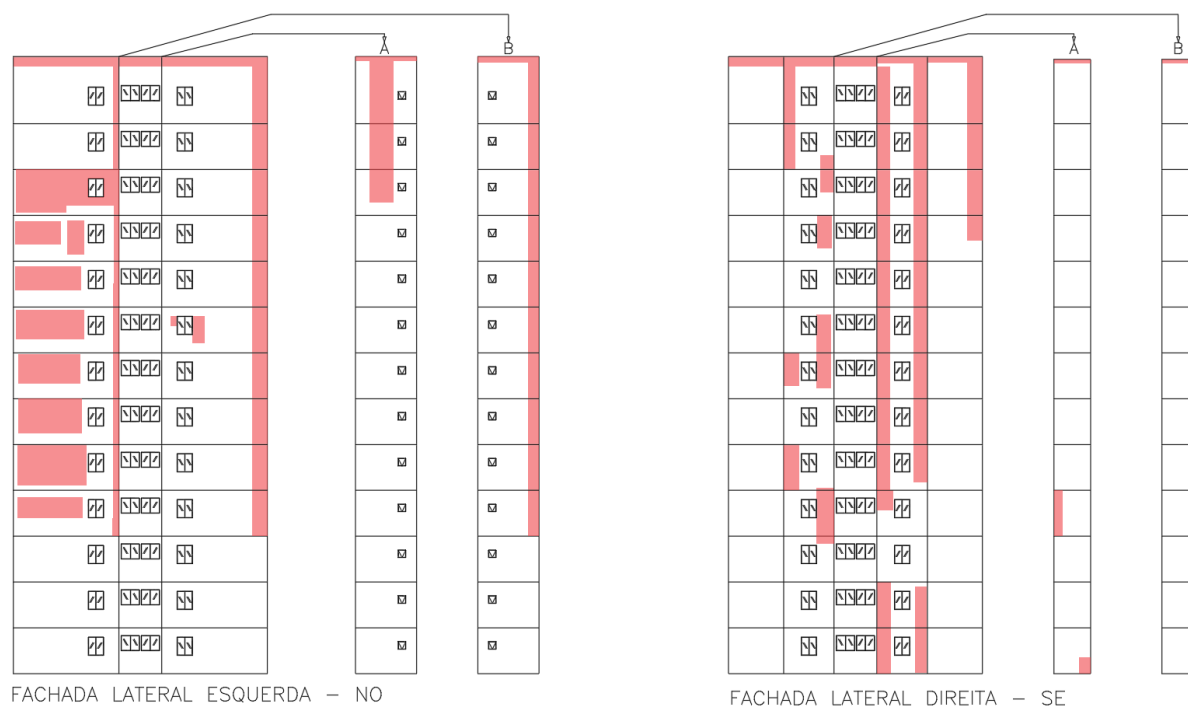 A
B
A
B
FACHADA LATERAL ESQUERDA – NO
FACHADA LATERAL DIREITA – SE